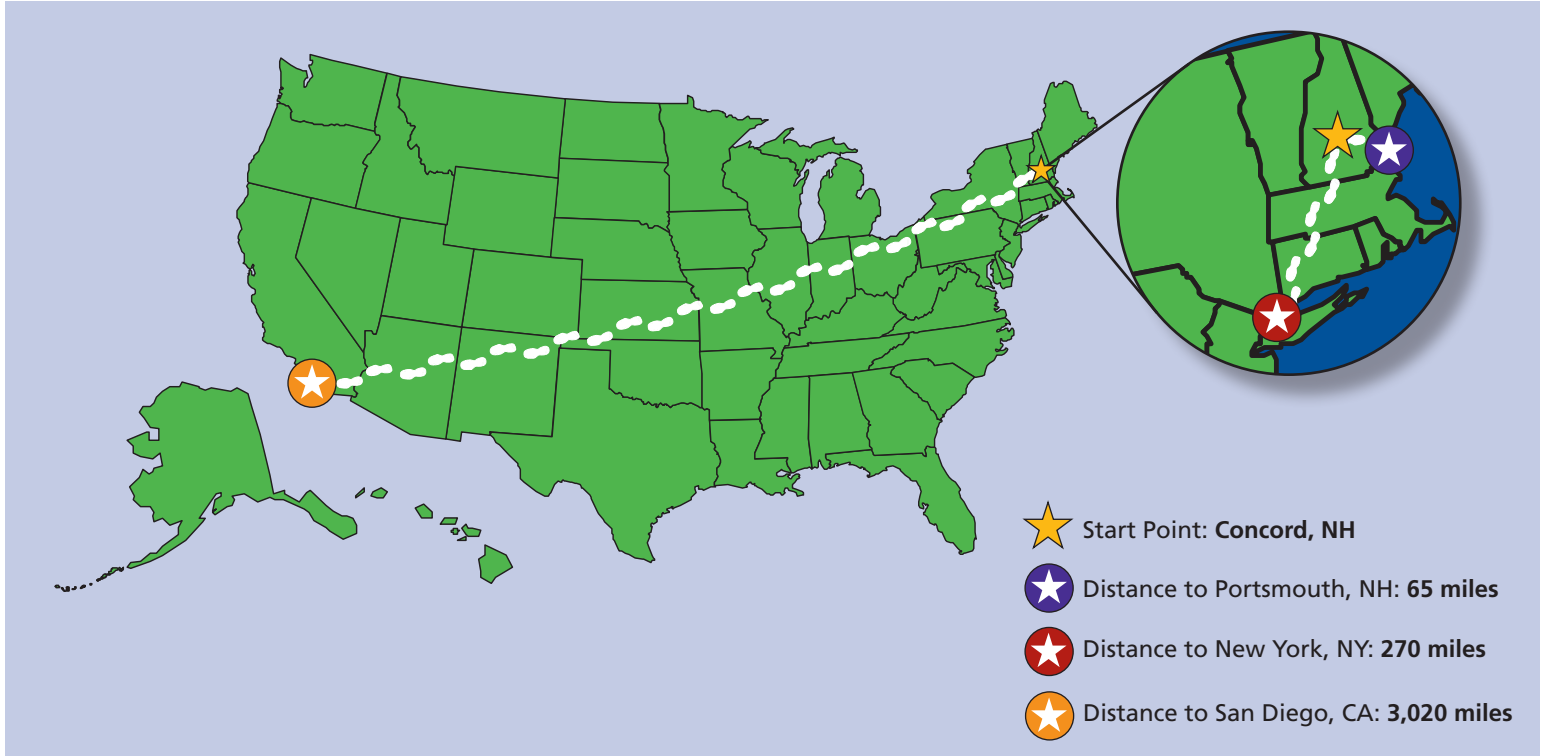 Start Point: Concord, NH
Distance to Portsmouth, NH: 65 miles
Distance to New York, NY: 270 miles
Distance to San Diego, CA: 3,020 miles